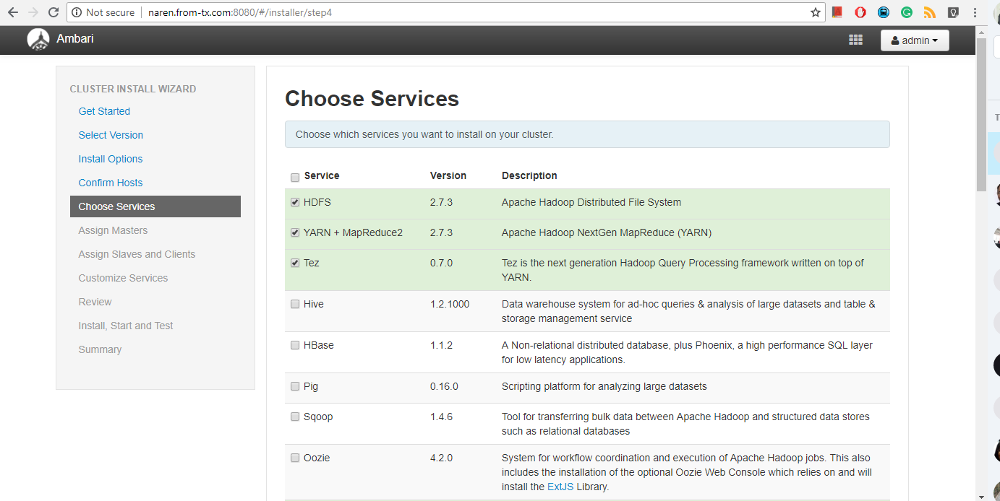 Not secure | naren.from-tx.com:8080/#/installer/step4
Ambari
admin
CLUSTER INSTALL WIZARD
Get Started
Select Version
Install Options
Confirm Hosts
Choose Services
Assign Masters
Assign Slaves and Clients
Customize Services
Review
Install, Start and Test
Summary
Choose Services
Choose which services you want to install on your cluster.
Service Version Description
HDFS 2.7.3 Apache Hadoop Distributed File System
YARN + MapReduce2 2.7.3 Apache Hadoop NextGen MapReduce (YARN)
Tez 0.7.0 Tez is the next generation Hadoop Query Processing framework written on top of
YARN.
Hive 1.2.1000 Data warehouse system for ad-hoc queries & analysis of large datasets and table &
storage management service
HBase 1.1.2 A Non-relational distributed database, plus Phoenix, a high performance SQL layer
for low latency applications.
Pig 0.16.0 Scripting platform for analyzing large datasets
Sqoop 1.4.6 Tool for transferring bulk data between Apache Hadoop and structured data stores
such as relational databases
Oozie 4.2.0 System for workflow coordination and execution of Apache Hadoop jobs. This also
includes the installation of the optional Oozie Web Console which relies on and will
install the ExtJS Library.
T